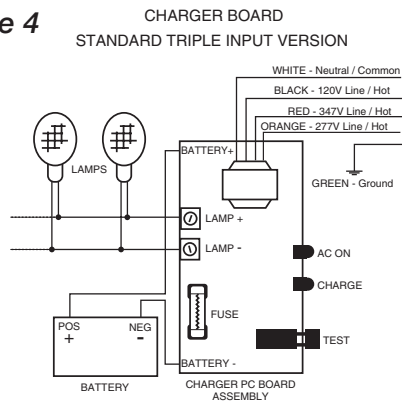 e 4
CHARGER BOARD
STANDARD TRIPLE INPUT VERSION
WHITE - Neutral / Common
BLACK - 120V Line / Hot
RED - 347V Line / Hot
ORANGE - 277V Line / Hot
BATTERY+
LAMPS
GREEN - Ground
LAMP +
LAMP -
AC ON
CHARGE
FUSE
POS
NEG
+
-
TEST
BATTERY -
BATTERY
CHARGER PC BOARD
ASSEMBLY